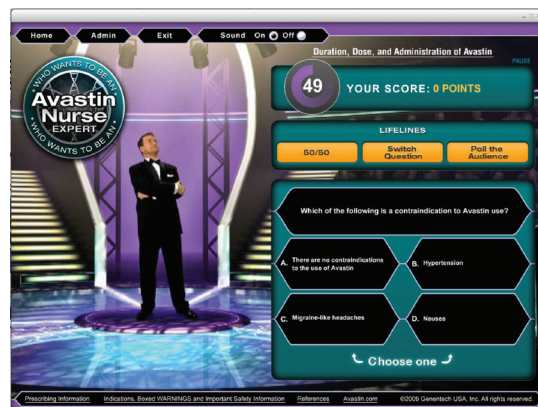 Home Admin Exit Sound On Off
Duration, Dose, and Administration of Avastin
PAUSE
WHO WANTS TO BE AN
Avastin
Nurse
EXPERT
WHO WANTS TO BE AN
49
YOUR SCORE: 0 POINTS
LIFELINES
50/50
Switch
Question
Poll the
Audience
Which of the following is a contraindication to Avastin use?
A. There are no contraindications
to the use of Avastin
B. Hypertension
C. Migraine-like headaches
D. Nausea
Choose one
Prescribing Information Indications, Boxed WARNINGS and Important Safety Information References Avastin.com ©2009 Genentech USA, Inc. All rights reserved.